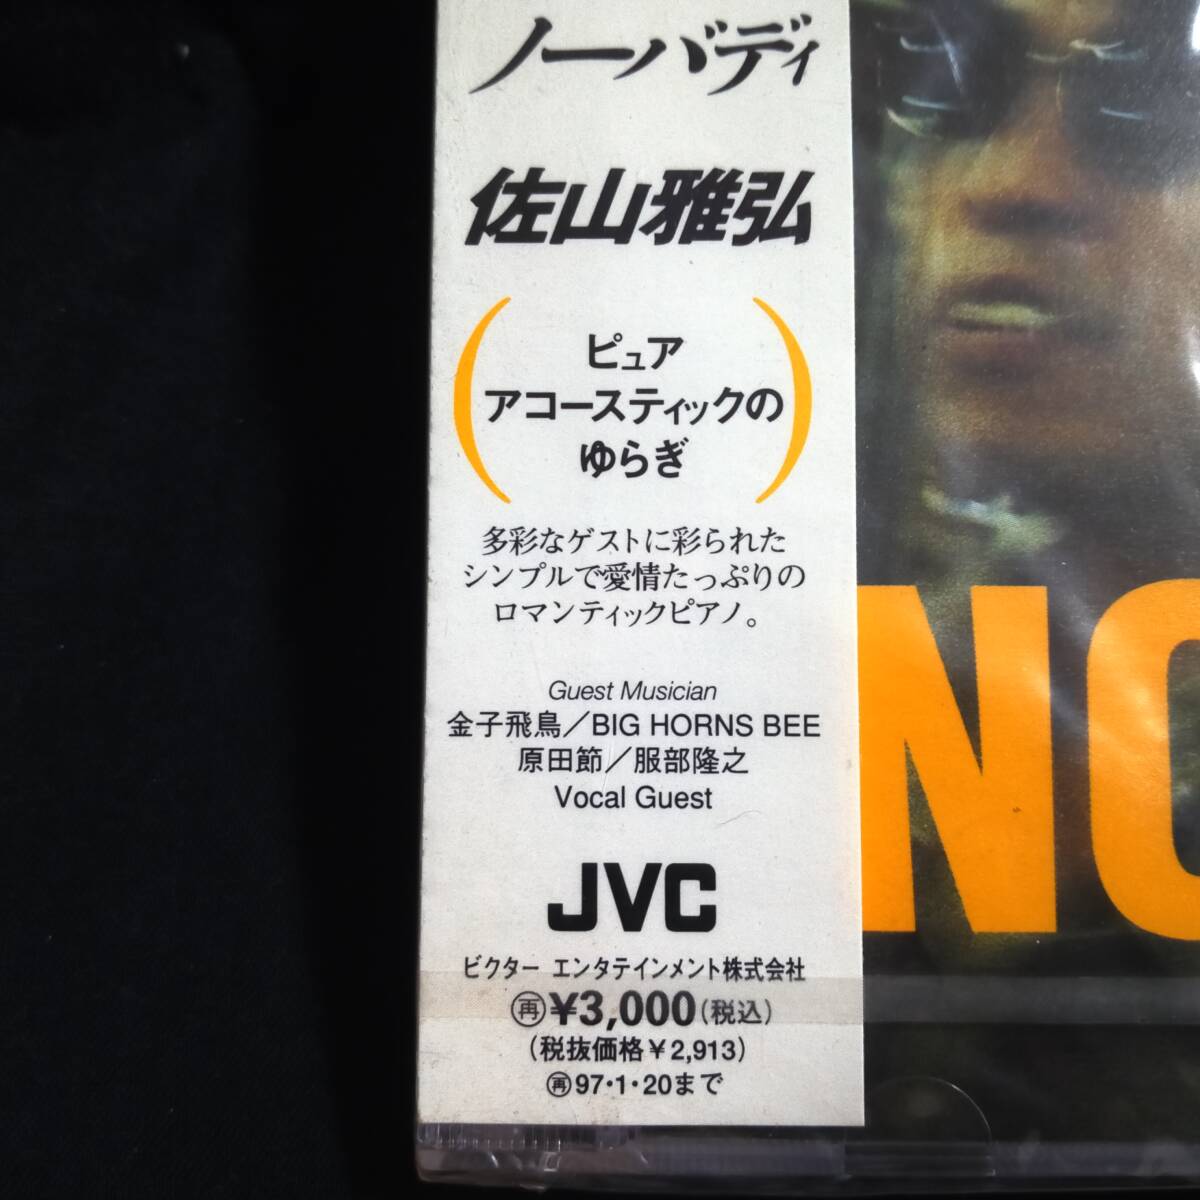 ノーバディ
佐山雅弘
(ピュア
アコースティックの
ゆらぎ)
多彩なゲストに彩られた
シンプルで愛情たっぷりの
ロマンティックピアノ。
Guest Musician
金子飛鳥／BIG HORNS BEE
原田節／服部隆之
Vocal Guest
JVC
ビクター エンタテインメント株式会社
㊞¥3,000(税込)
(税抜価格¥2,913)
再97・1・20まで
NO